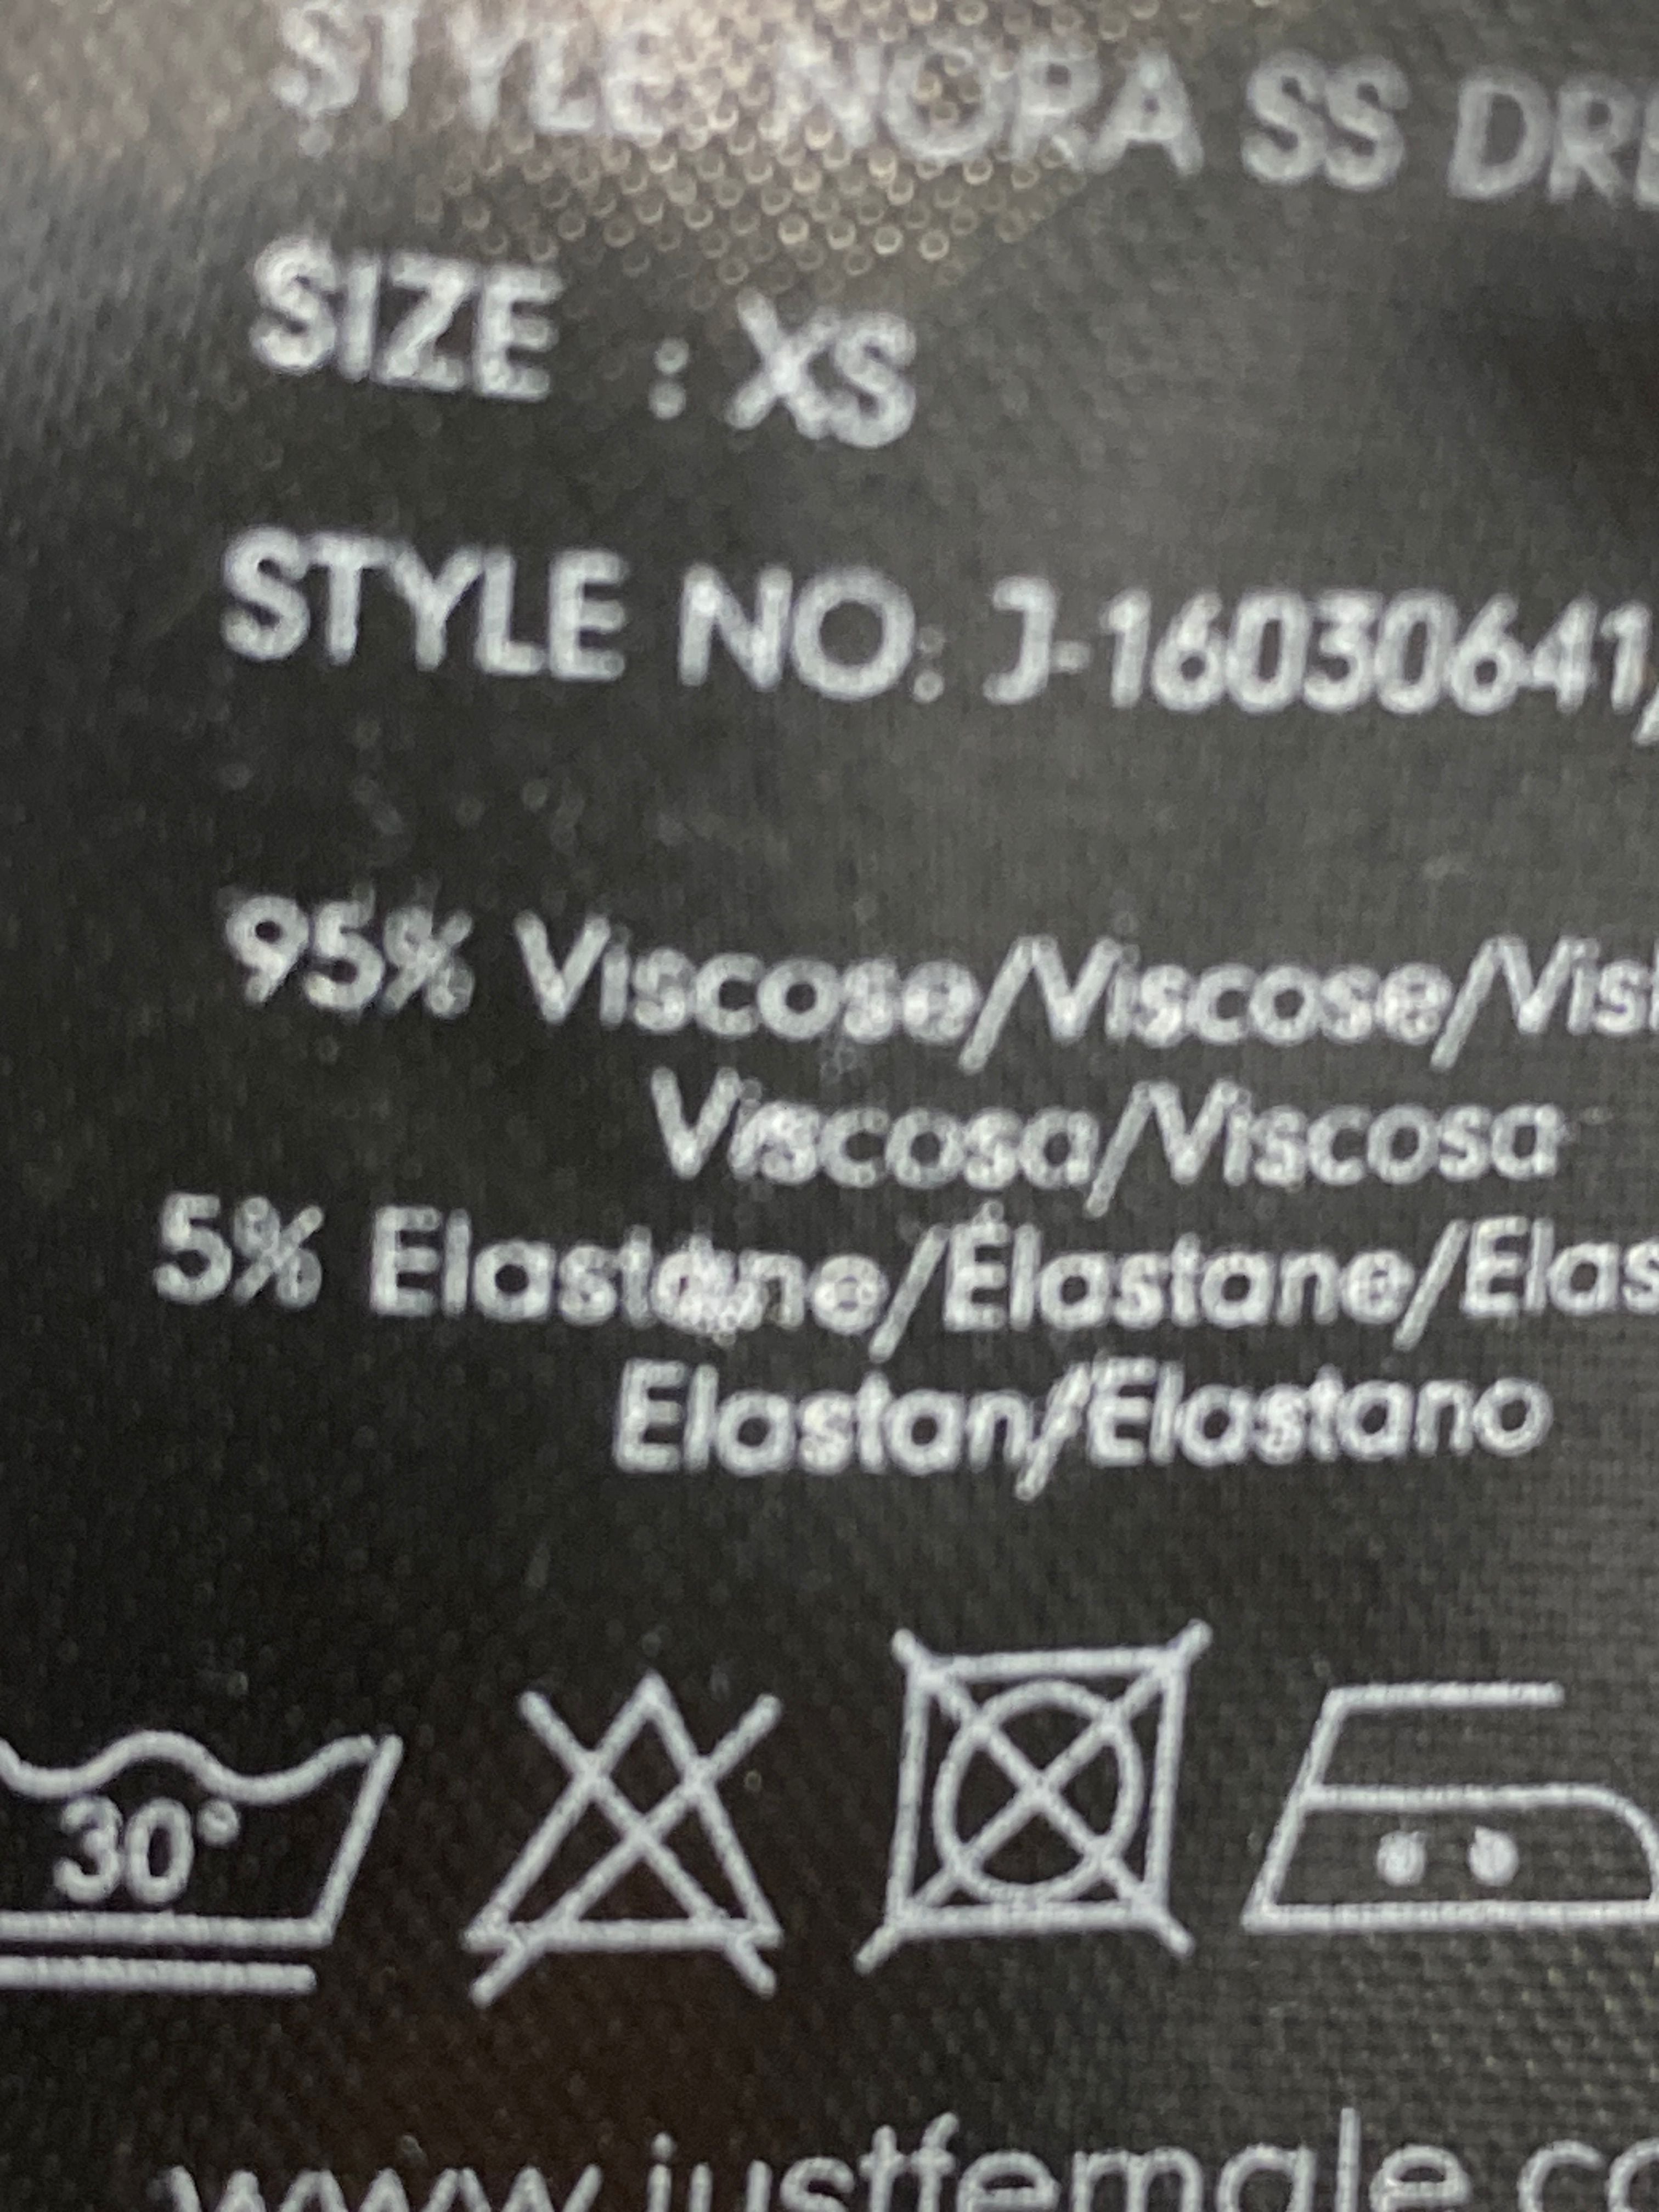 STYLE NORA SS DRE
SIZE : XS
STYLE NO: J-16030641/
95% Viscose/Viscose/Visk
Viscosa/Viscosa
5% Elastane/Élastane/Elas
Elastan/Elastano
30°
www.justfemale.co